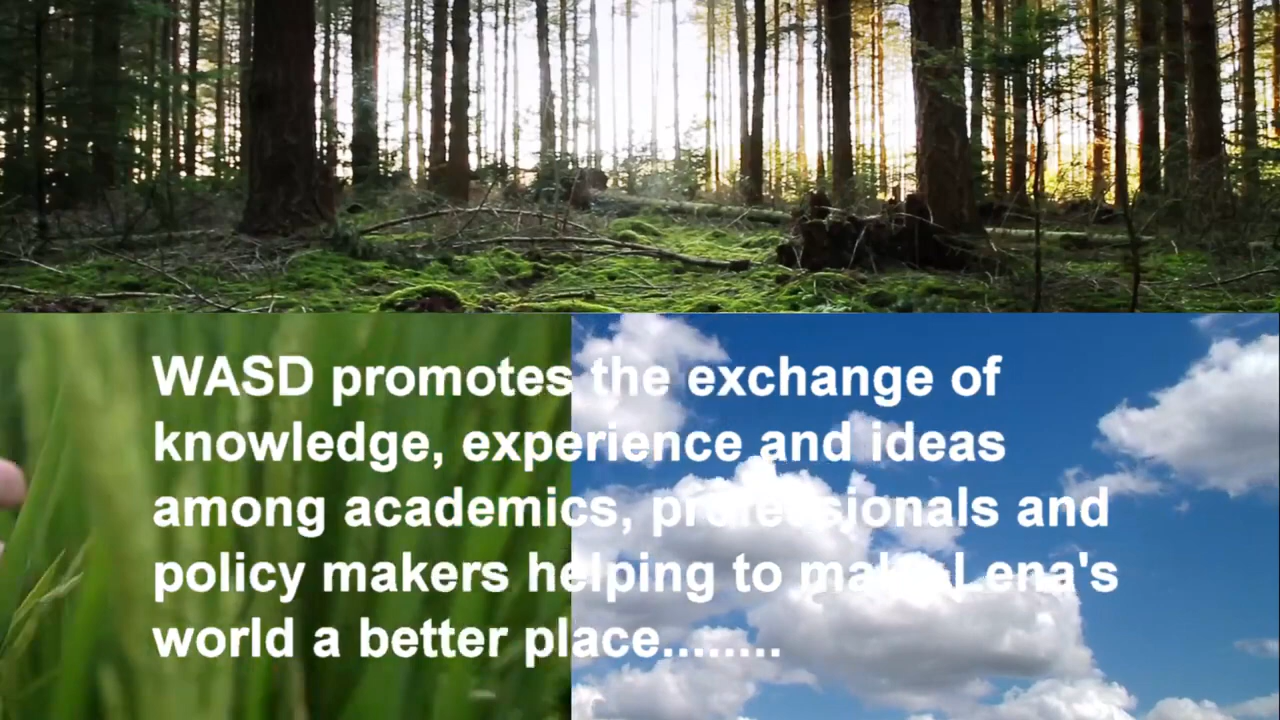 WASD promotes the exchange of
knowledge, experience and ideas
among academics, professionals and
policy makers helping to make Lena's
world a better place........